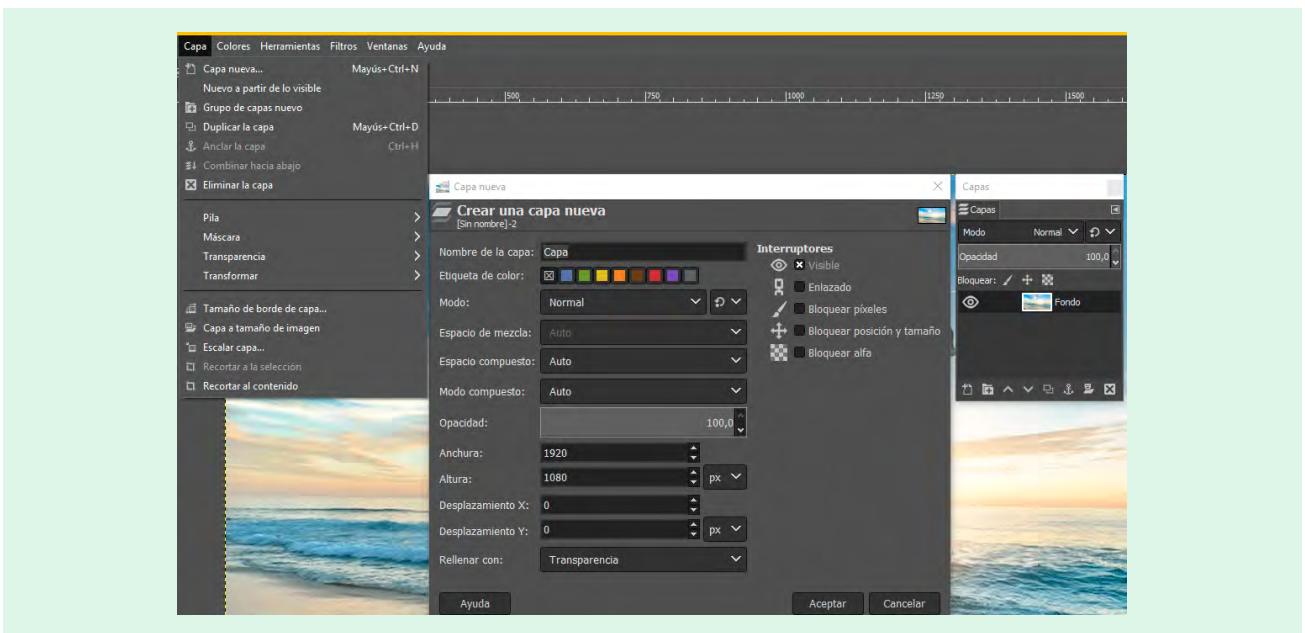 Capa Colores Herramientas Filtros Ventanas Ayuda
Capa nueva... Mayús+Ctrl+N
Nuevo a partir de lo visible
Grupo de capas nuevo
Duplicar la capa Mayús+Ctrl+D
Anclar la capa Ctrl+H
Combinar hacia abajo
Eliminar la capa
Pila
Máscara
Transparencia
Transformar
Tamaño de borde de capa...
Capa a tamaño de imagen
Escalar capa...
Recortar a la selección
Recortar al contenido
500 750 1000 1250 1500
Capa nueva
Crear una capa nueva
[Sin nombre]-2
Nombre de la capa: Capa
Etiqueta de color:
Modo: Normal
Espacio de mezcla: Auto
Espacio compuesto: Auto
Modo compuesto: Auto
Opacidad: 100,0
Anchura: 1920
Altura: 1080 px
Desplazamiento X: 0
Desplazamiento Y: 0 px
Rellenar con: Transparencia
Interruptores
Visible
Enlazado
Bloquear píxeles
Bloquear posición y tamaño
Bloquear alfa
Ayuda Aceptar Cancelar
Capas
Capas
Modo Normal
Opacidad 100,0
Bloquear:
Fondo